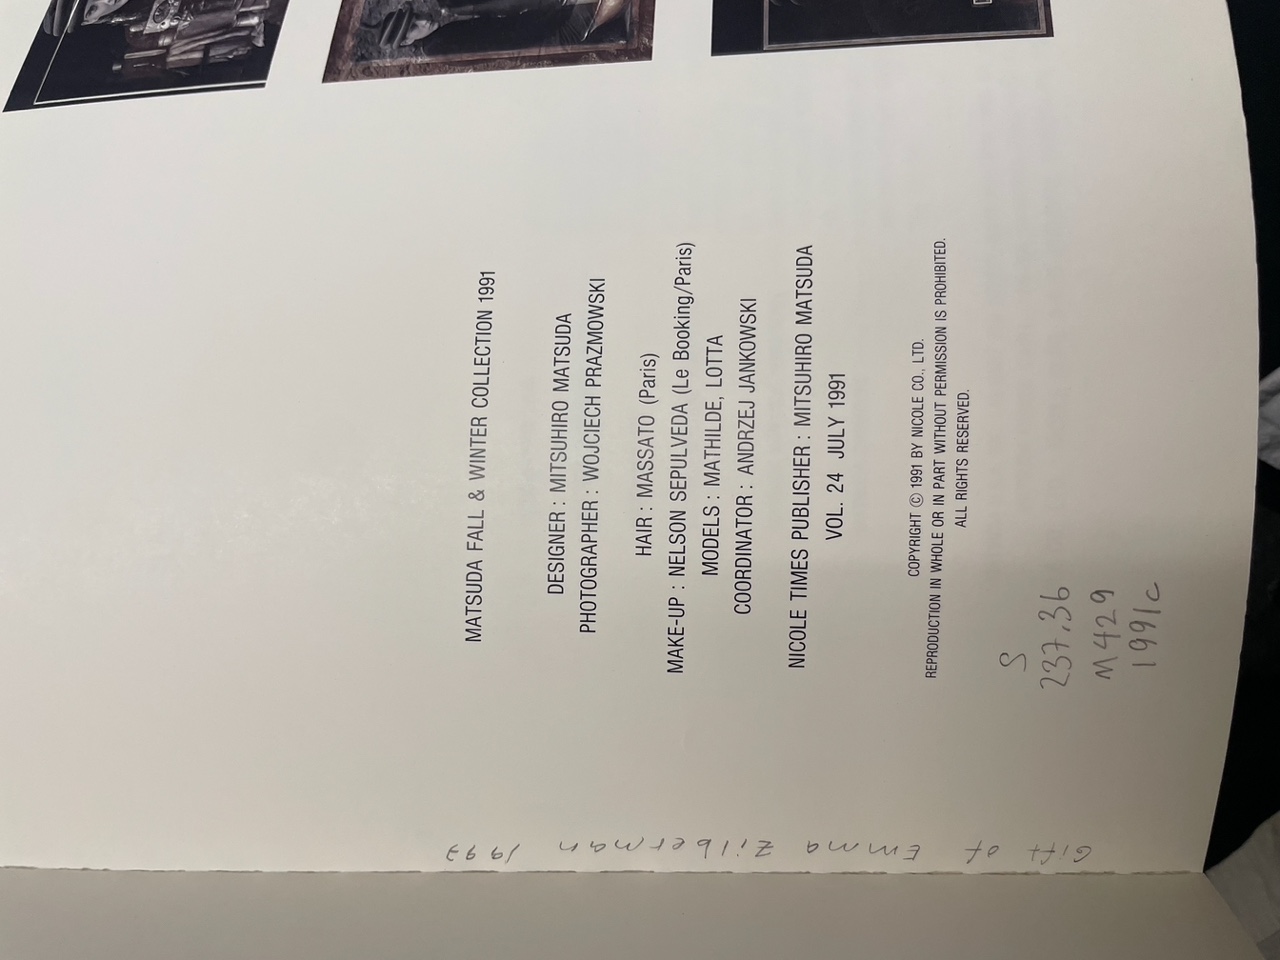 MATSUDA FALL & WINTER COLLECTION 1991
DESIGNER : MITSUHIRO MATSUDA
PHOTOGRAPHER : WOJCIECH PRAZMOWSKI
HAIR : MASSATO (Paris)
MAKE-UP : NELSON SEPULVEDA (Le Booking/Paris)
MODELS : MATHILDE, LOTTA
COORDINATOR : ANDRZEJ JANKOWSKI
NICOLE TIMES PUBLISHER : MITSUHIRO MATSUDA
VOL. 24 JULY 1991
COPYRIGHT © 1991 BY NICOLE CO., LTD.
REPRODUCTION IN WHOLE OR IN PART WITHOUT PERMISSION IS PROHIBITED.
ALL RIGHTS RESERVED.
S
237.36
M429
1991c
Gift of Emma Zilberman 1997